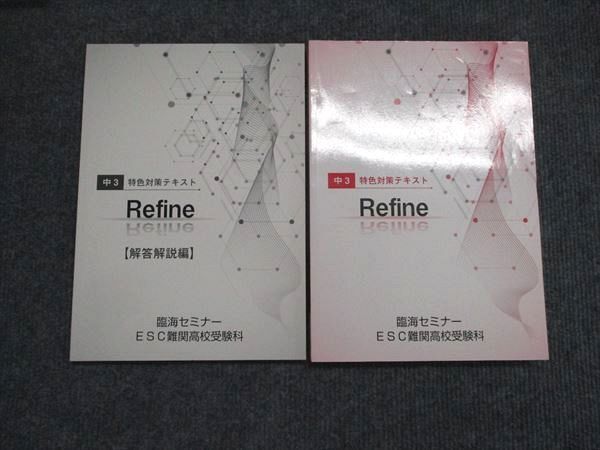 中3 特色対策テキスト
Refine
【解答解説編】
臨海セミナー
ESC難関高校受験科
中3 特色対策テキスト
Refine
臨海セミナー
ESC難関高校受験科